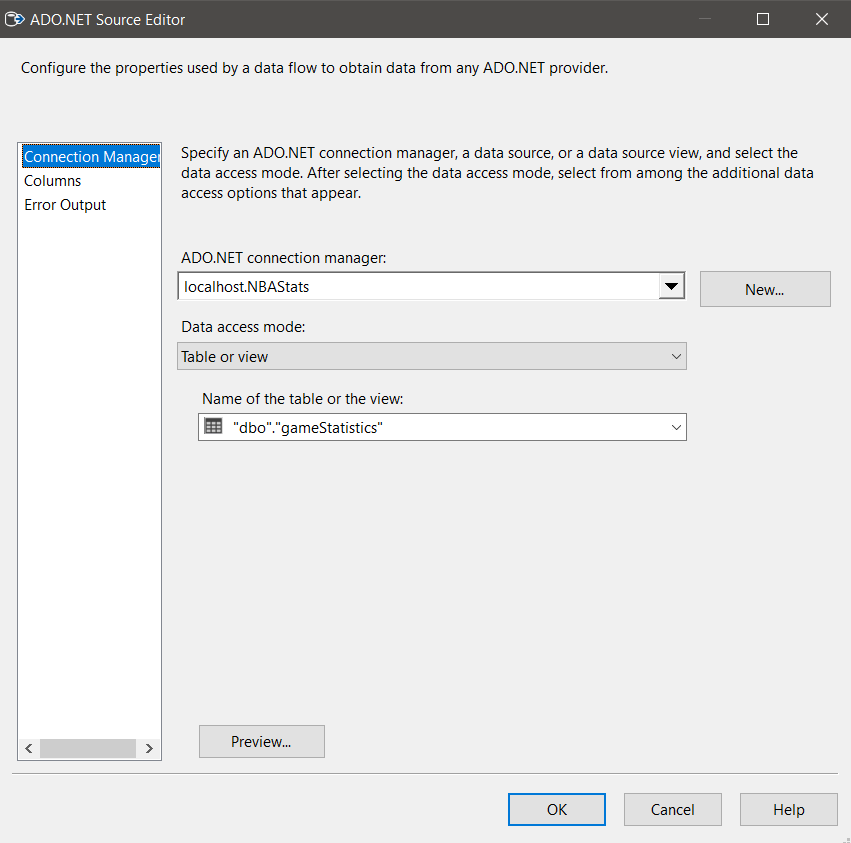 ADO.NET Source Editor
Configure the properties used by a data flow to obtain data from any ADO.NET provider.
Connection Manager
Columns
Error Output
Specify an ADO.NET connection manager, a data source, or a data source view, and select the
data access mode. After selecting the data access mode, select from among the additional data
access options that appear.
ADO.NET connection manager:
localhost.NBAStats
New...
Data access mode:
Table or view
Name of the table or the view:
"dbo"."gameStatistics"
Preview...
OK
Cancel
Help